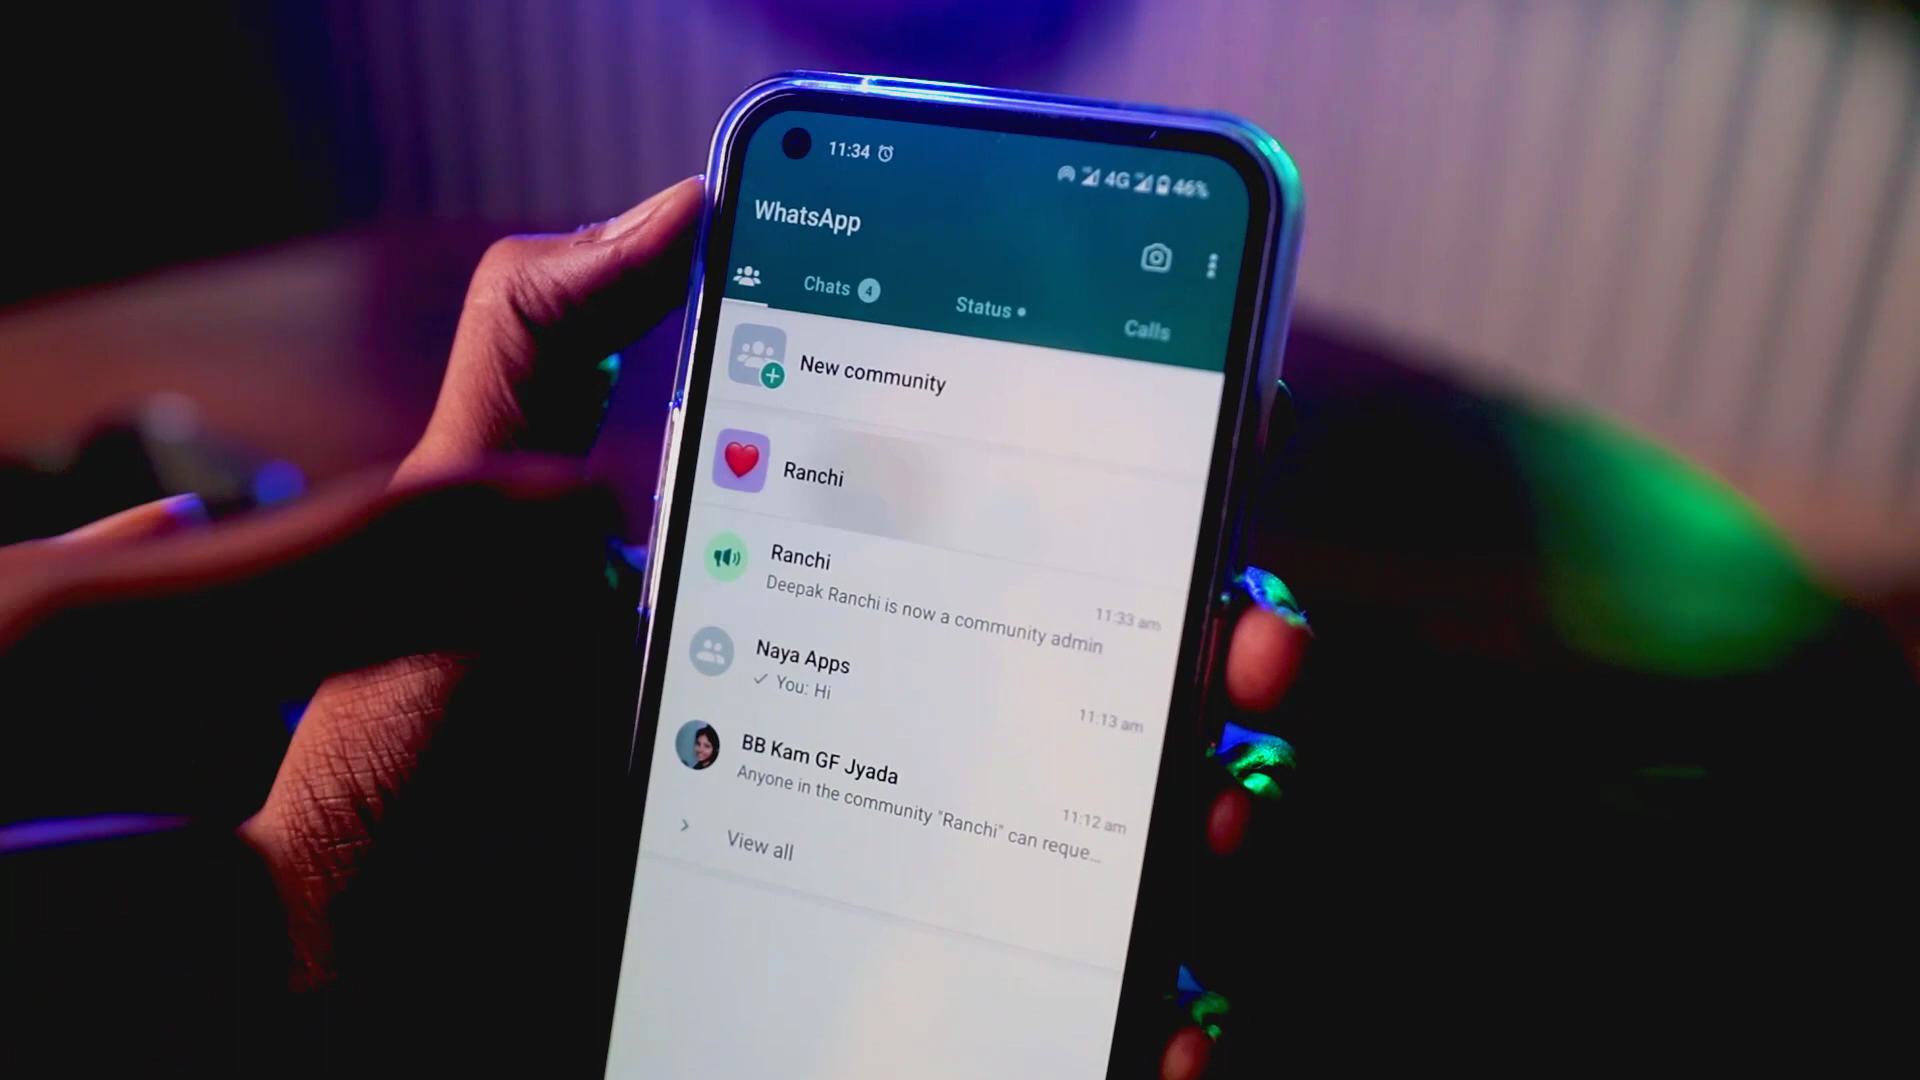 11:34
4G 46%
WhatsApp
Chats 4
Status
Calls
New community
Ranchi
Ranchi
11:33 am
Deepak Ranchi is now a community admin
Naya Apps
11:13 am
You: Hi
BB Kam GF Jyada
11:12 am
Anyone in the community "Ranchi" can reque...
View all